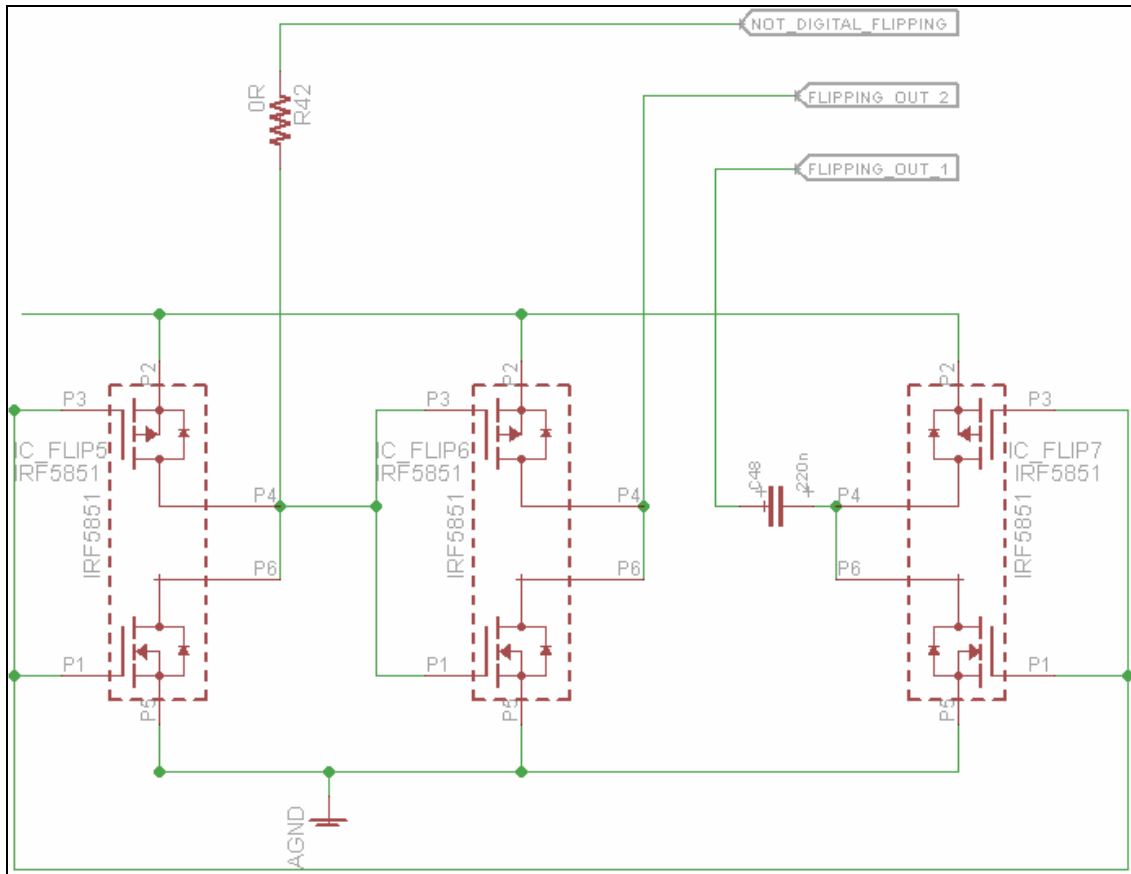 NOT_DIGITAL_FLIPPING
FLIPPING_OUT_2
FLIPPING_OUT_1
0R
R42
P2
P3
IC_FLIP5
IRF5851
IRF5851
P4
P6
P1
P5
P2
P3
IC_FLIP6
IRF5851
IRF5851
P4
P6
P1
P5
C48
220n
P2
P3
IC_FLIP7
IRF5851
IRF5851
P4
P6
P1
P5
AGND